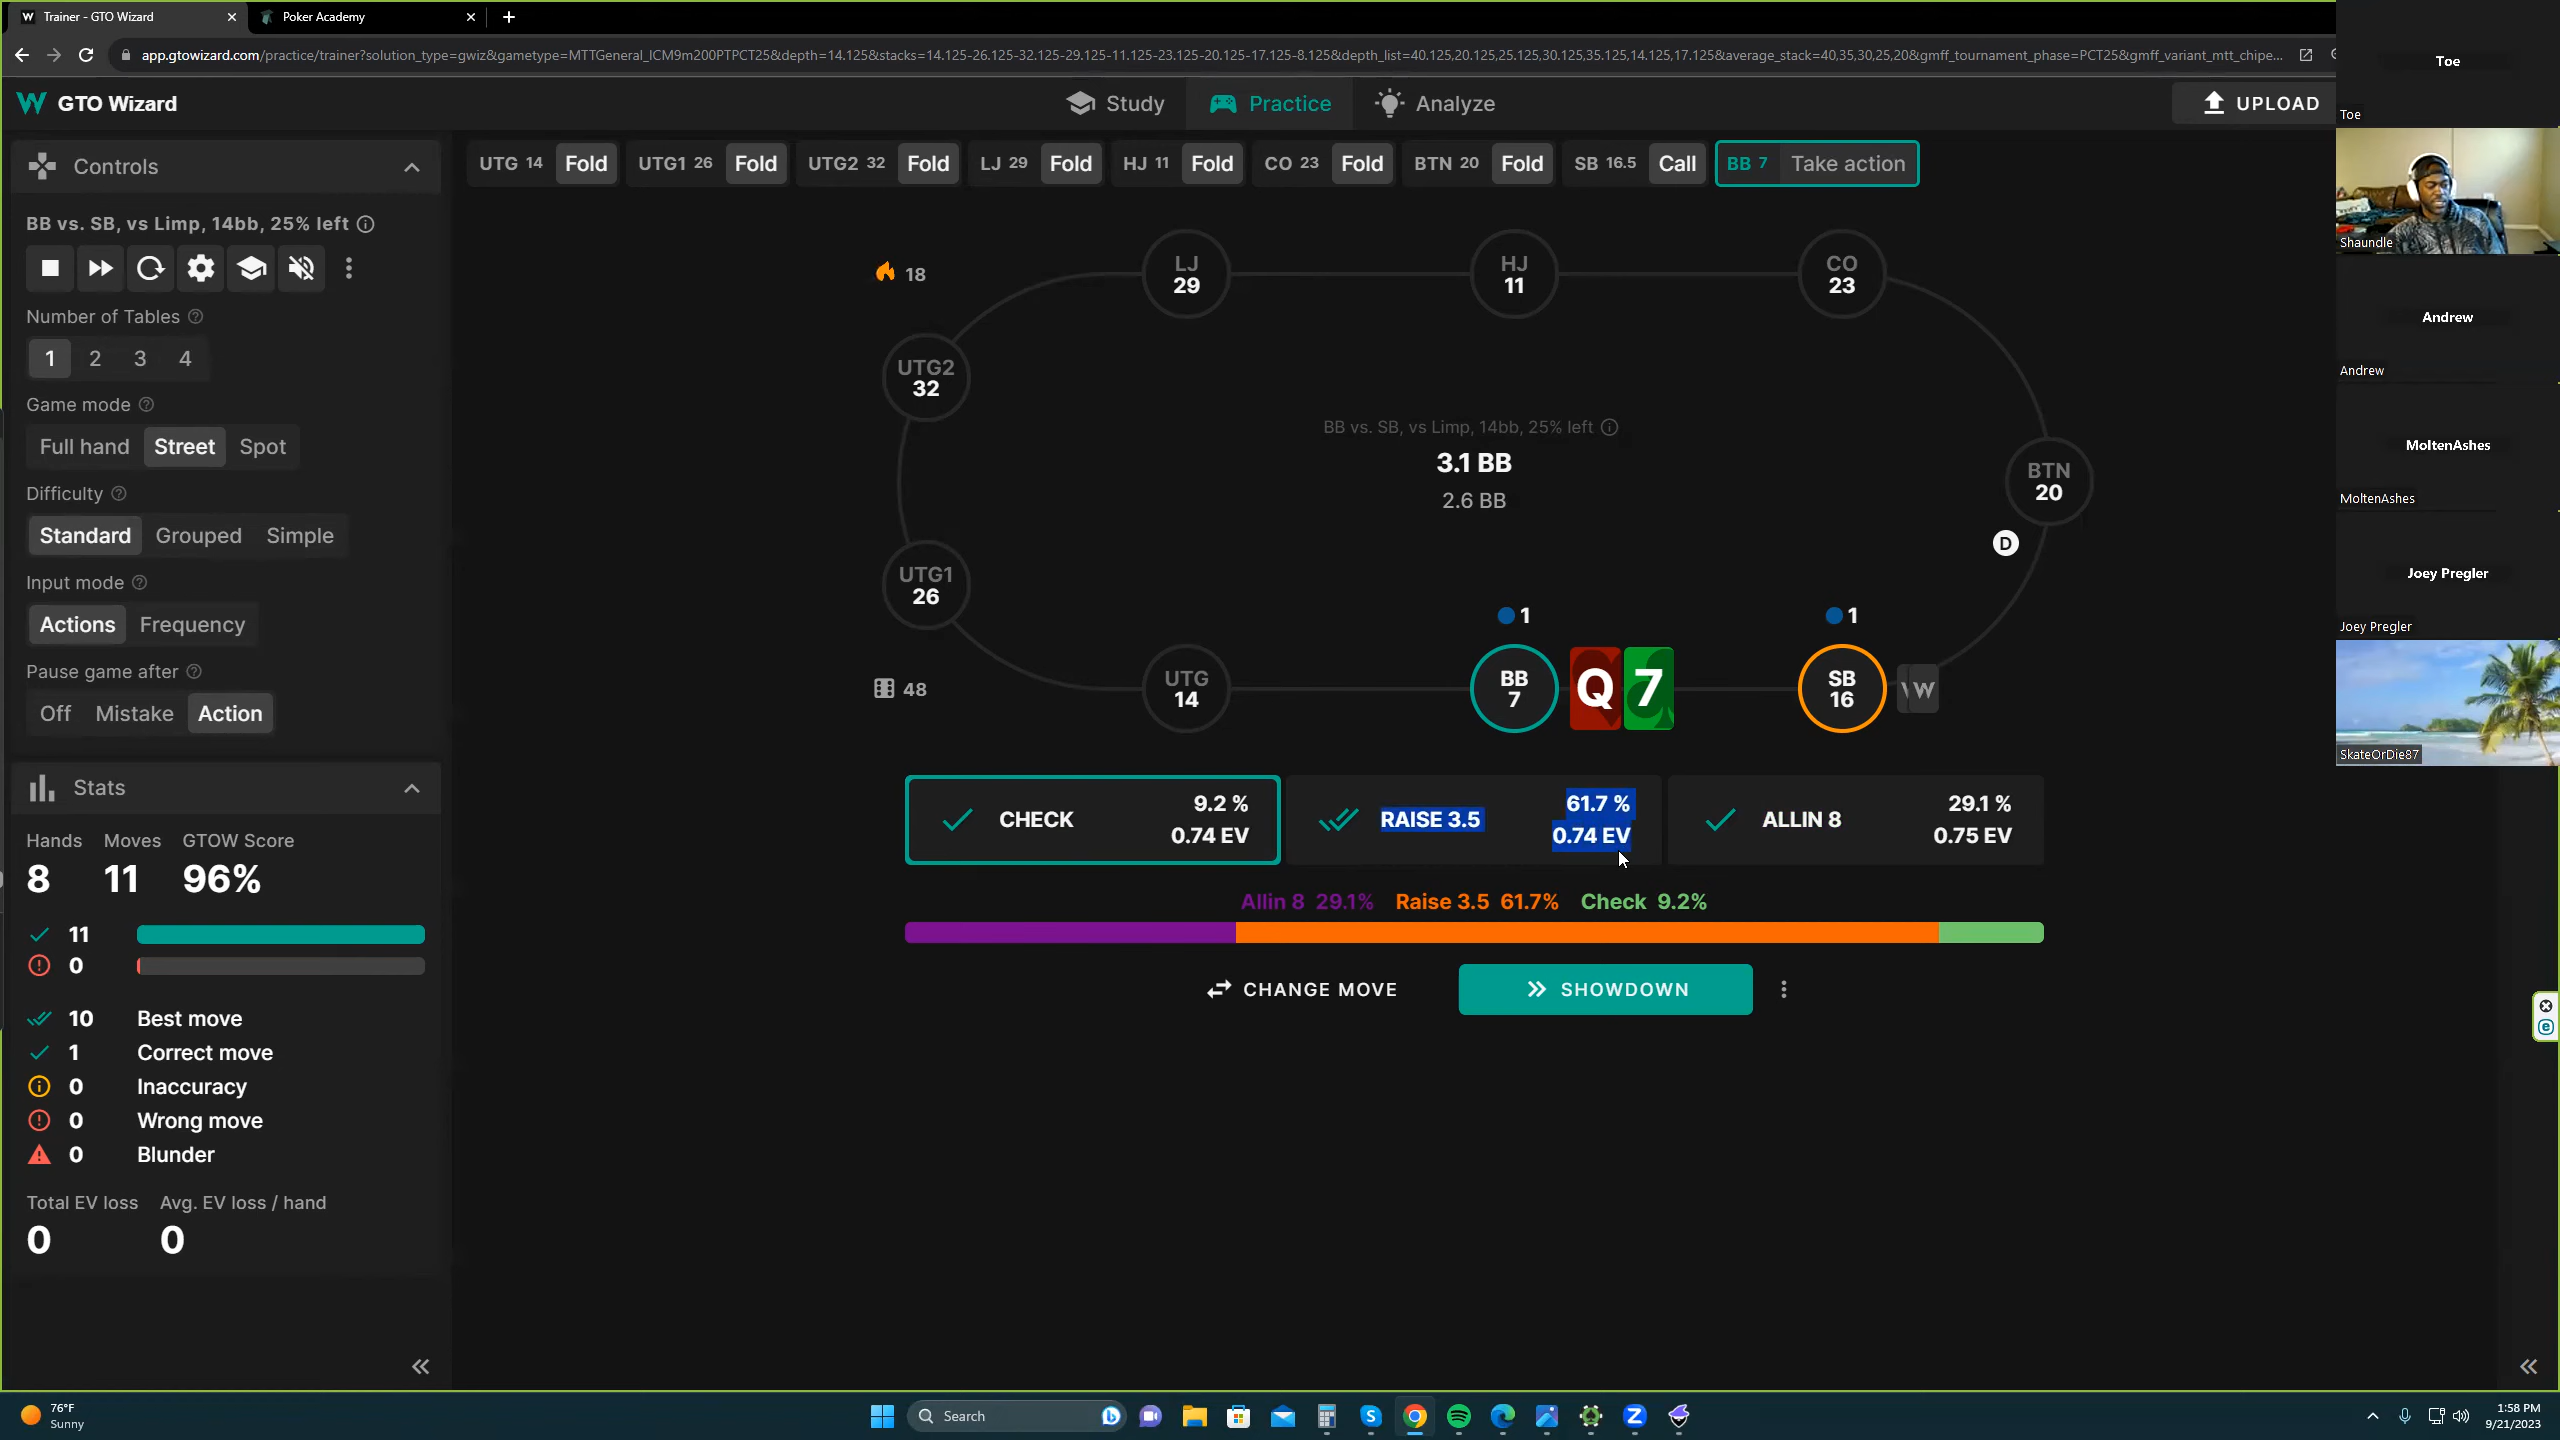 Trainer - GTO Wizard
Poker Academy
app.gtowizard.com/practice/trainer?solution_type=gwiz&gametype=MTTGeneral_ICM9m200PTPCT25&depth=14.125&stacks=14.125-26.125-32.125-29.125-11.125-23.125-20.125-17.125-8.125&depth_list=40.125,20.125,25.125,30.125,35.125,14.125,17.125&average_stack=40,35,30,25,20&gmff_tournament_phase=PCT25&gmff_variant_mtt_chipe...
GTO Wizard
Study
Practice
Analyze
UPLOAD
Controls
UTG 14 Fold
UTG1 26 Fold
UTG2 32 Fold
LJ 29 Fold
HJ 11 Fold
CO 23 Fold
BTN 20 Fold
SB 16.5 Call
BB 7 Take action
BB vs. SB, vs Limp, 14bb, 25% left
Number of Tables
1 2 3 4
Game mode
Full hand Street Spot
Difficulty
Standard Grouped Simple
Input mode
Actions Frequency
Pause game after
Off Mistake Action
Stats
Hands Moves GTOW Score
8 11 96%
11
0
10 Best move
1 Correct move
0 Inaccuracy
0 Wrong move
0 Blunder
Total EV loss Avg. EV loss / hand
0 0
18
LJ
29
HJ
11
CO
23
UTG2
32
BB vs. SB, vs Limp, 14bb, 25% left
3.1 BB
2.6 BB
BTN
20
D
UTG1
26
1
1
48
UTG
14
BB
7
Q
7
SB
16
W
CHECK
9.2 %
0.74 EV
RAISE 3.5
61.7 %
0.74 EV
ALLIN 8
29.1 %
0.75 EV
Allin 8 29.1% Raise 3.5 61.7% Check 9.2%
CHANGE MOVE
SHOWDOWN
Toe
Toe
Shaundle
Andrew
Andrew
MoltenAshes
MoltenAshes
Joey Pregler
Joey Pregler
SkateOrDie87
76°F
Sunny
Search
1:58 PM
9/21/2023